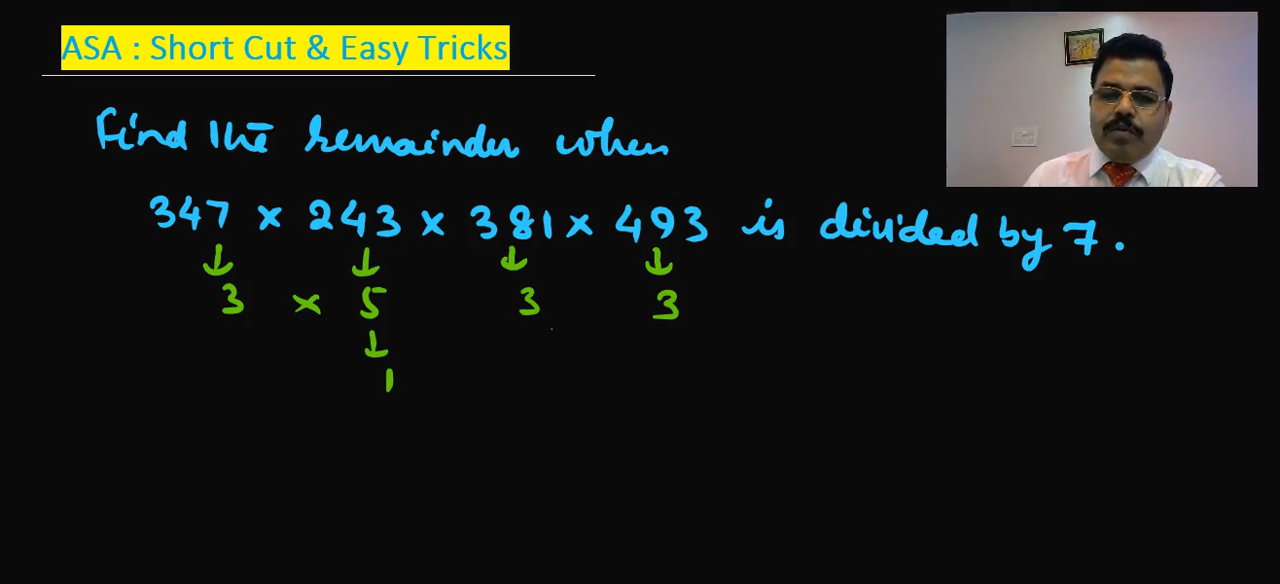 ASA : Short Cut & Easy Tricks
Find the remainder when
347 × 243 × 381 × 493 is divided by 7.
↓ ↓ ↓ ↓
3 × 5 3 3
↓
1